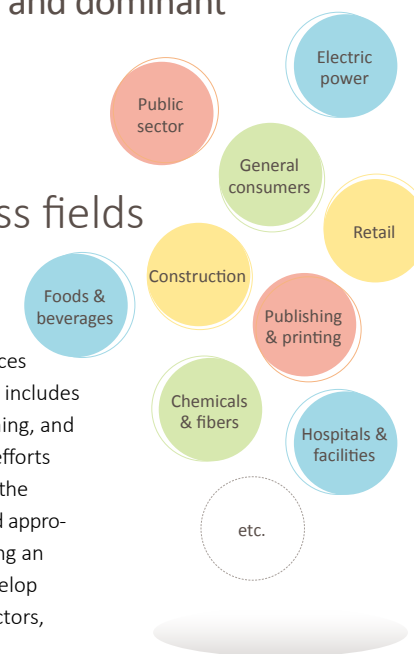 and dominant
Electric
power
Public
sector
General
consumers
ss fields
Retail
Construction
Foods &
beverages
Publishing
& printing
ces
includes
Chemicals
& fibers
ing, and
Hospitals &
facilities
efforts
the
d appro-
etc.
ng an
elop
ctors,